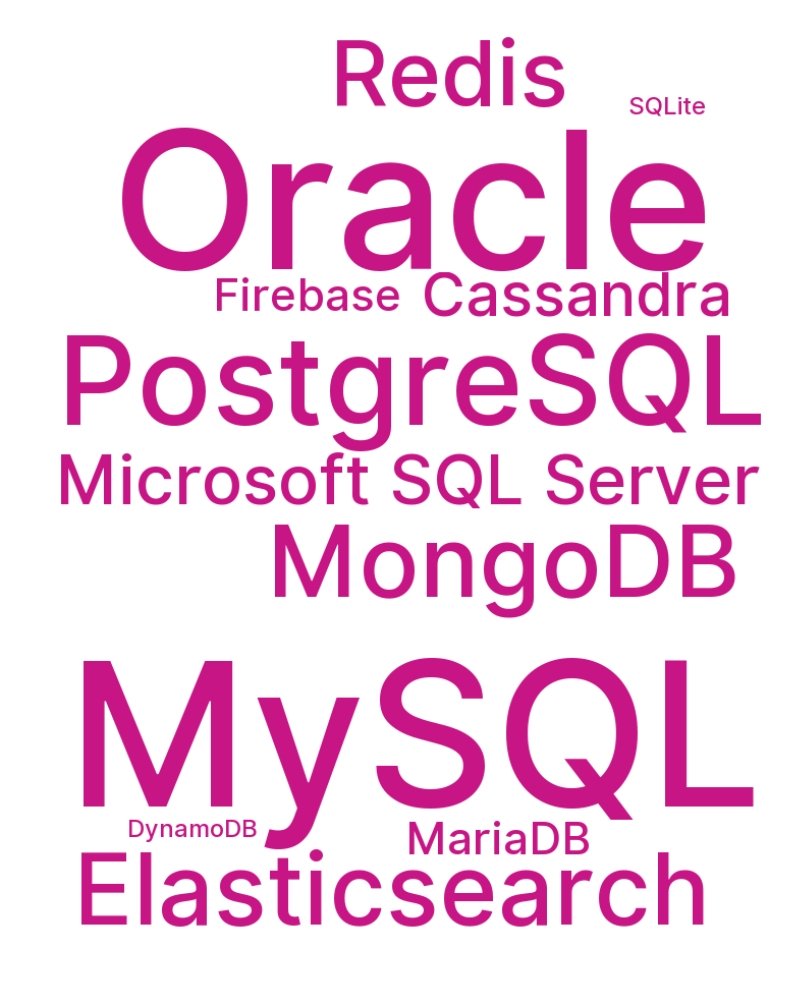 Redis
SQLite
Oracle
Firebase Cassandra
PostgreSQL
Microsoft SQL Server
MongoDB
MySQL
DynamoDB MariaDB
Elasticsearch